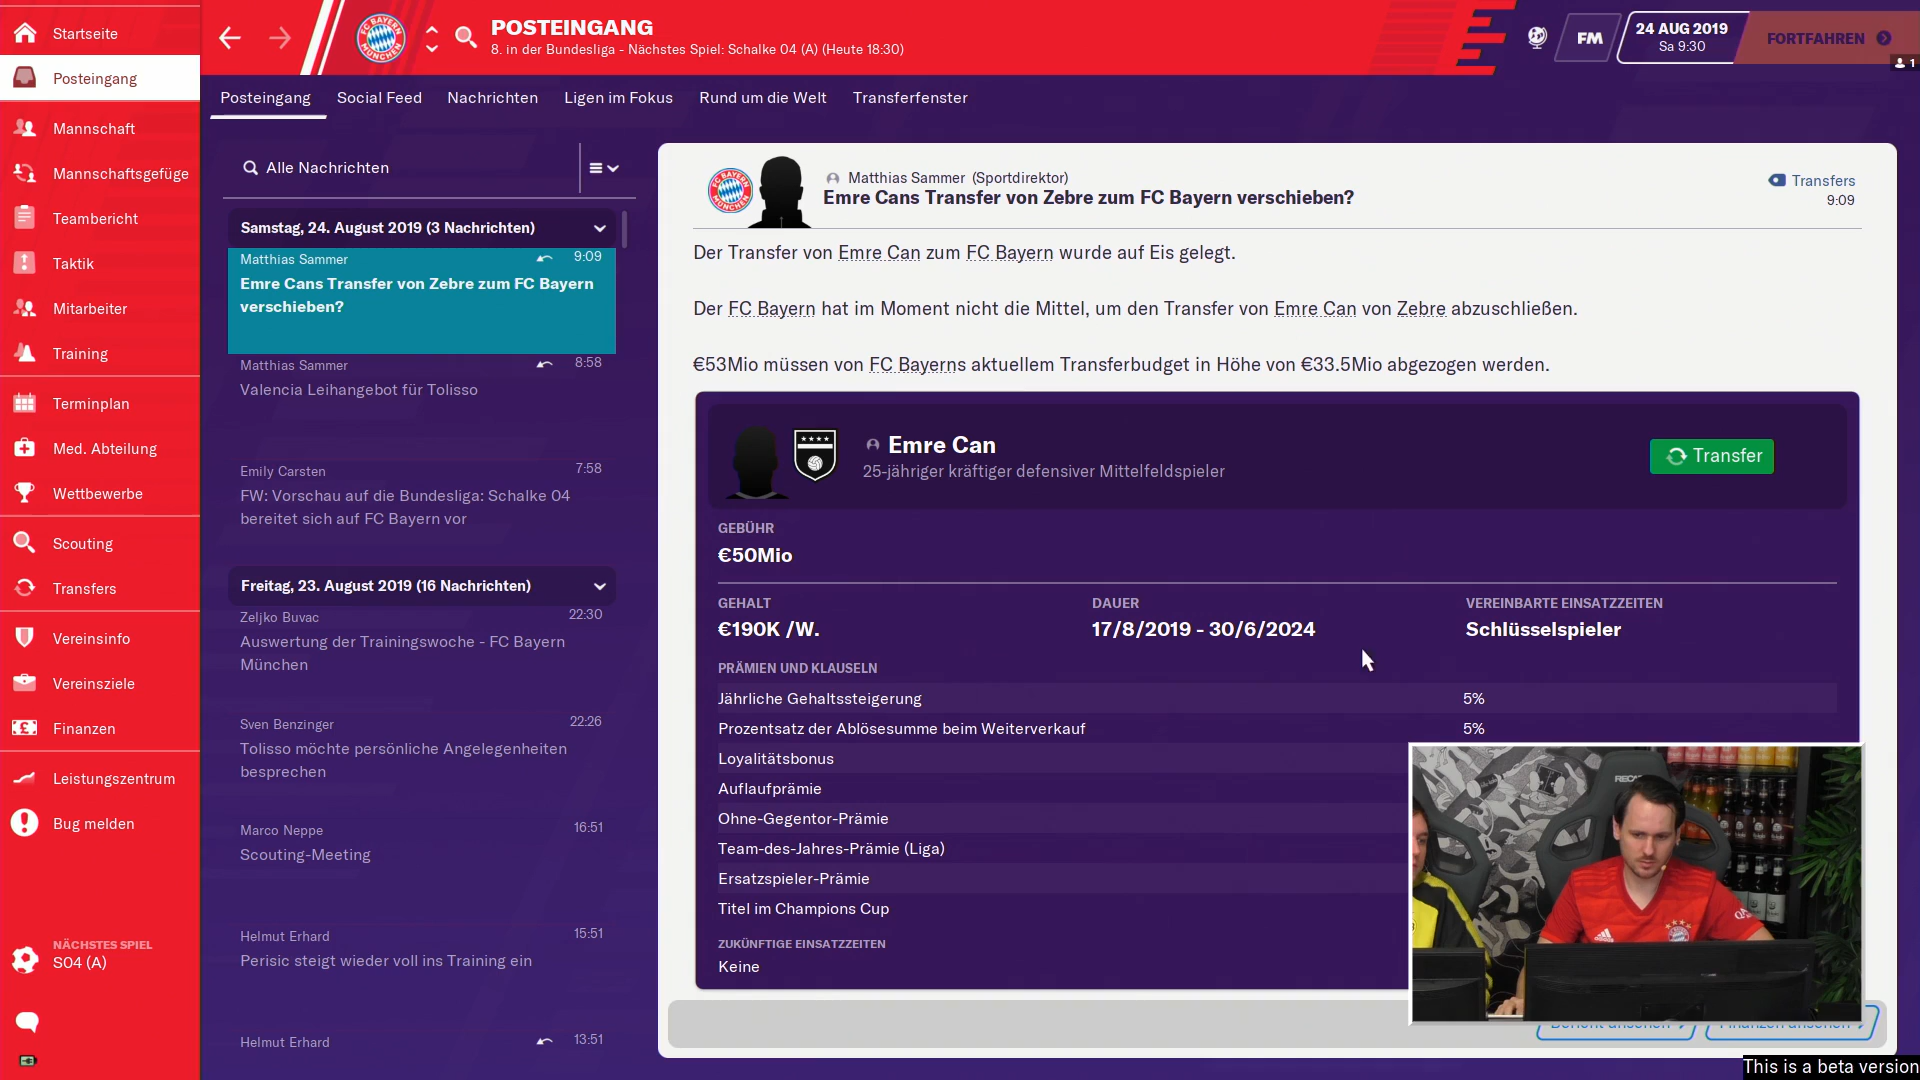 Startseite
Posteingang
Mannschaft
Mannschaftsgefüge
Teambericht
Taktik
Mitarbeiter
Training
Terminplan
Med. Abteilung
Wettbewerbe
Scouting
Transfers
Vereinsinfo
Vereinsziele
Finanzen
Leistungszentrum
Bug melden
NÄCHSTES SPIEL
S04 (A)
POSTEINGANG
8. in der Bundesliga - Nächstes Spiel: Schalke 04 (A) (Heute 18:30)
FM
24 AUG 2019
Sa 9:30
FORTFAHREN
1
Posteingang Social Feed Nachrichten Ligen im Fokus Rund um die Welt Transferfenster
Alle Nachrichten
Samstag, 24. August 2019 (3 Nachrichten)
Matthias Sammer 9:09
Emre Cans Transfer von Zebre zum FC Bayern
verschieben?
Matthias Sammer 8:58
Valencia Leihangebot für Tolisso
Emily Carsten 7:58
FW: Vorschau auf die Bundesliga: Schalke 04
bereitet sich auf FC Bayern vor
Freitag, 23. August 2019 (16 Nachrichten)
Zeljko Buvac 22:30
Auswertung der Trainingswoche - FC Bayern
München
Sven Benzinger 22:26
Tolisso möchte persönliche Angelegenheiten
besprechen
Marco Neppe 16:51
Scouting-Meeting
Helmut Erhard 15:51
Perisic steigt wieder voll ins Training ein
Helmut Erhard 13:51
Matthias Sammer (Sportdirektor)
Emre Cans Transfer von Zebre zum FC Bayern verschieben?
Transfers
9:09
Der Transfer von Emre Can zum FC Bayern wurde auf Eis gelegt.
Der FC Bayern hat im Moment nicht die Mittel, um den Transfer von Emre Can von Zebre abzuschließen.
€53Mio müssen von FC Bayerns aktuellem Transferbudget in Höhe von €33.5Mio abgezogen werden.
Emre Can
25-jähriger kräftiger defensiver Mittelfeldspieler
Transfer
GEBÜHR
€50Mio
GEHALT DAUER VEREINBARTE EINSATZZEITEN
€190K /W. 17/8/2019 - 30/6/2024 Schlüsselspieler
PRÄMIEN UND KLAUSELN
Jährliche Gehaltssteigerung 5%
Prozentsatz der Ablösesumme beim Weiterverkauf 5%
Loyalitätsbonus
Auflaufprämie
Ohne-Gegentor-Prämie
Team-des-Jahres-Prämie (Liga)
Ersatzspieler-Prämie
Titel im Champions Cup
ZUKÜNFTIGE EINSATZZEITEN
Keine
This is a beta version